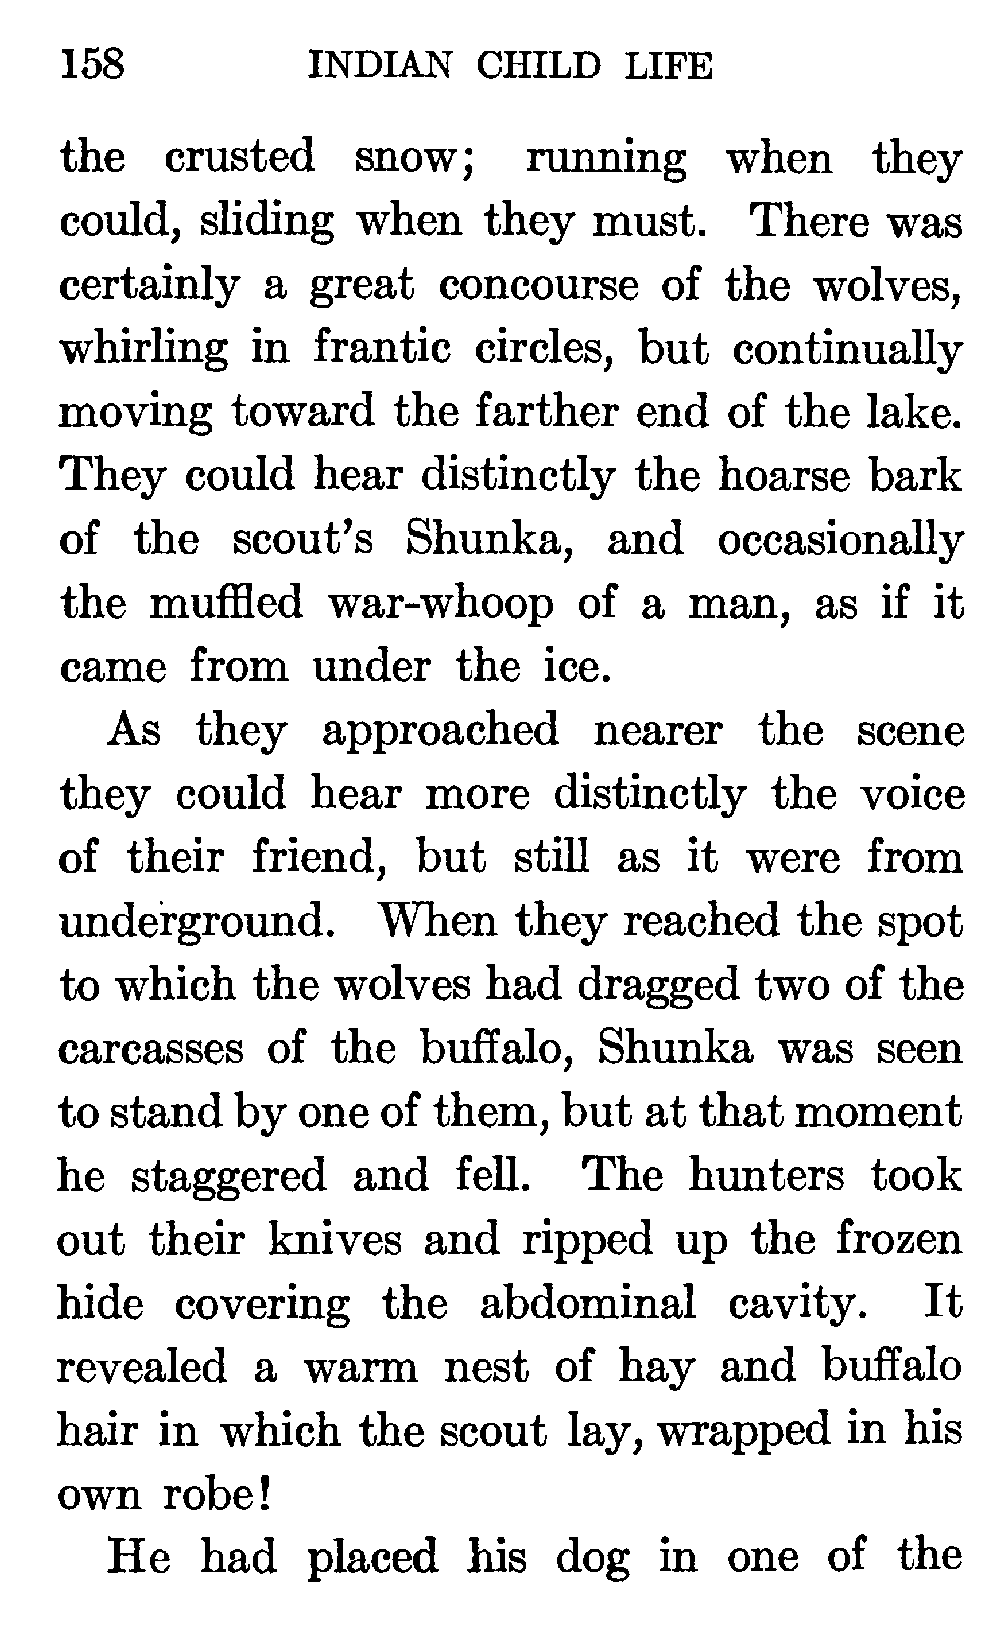 158 INDIAN CHILD LIFE
the crusted snow; running when they
could, sliding when they must. There was
certainly a great concourse of the wolves,
whirling in frantic circles, but continually
moving toward the farther end of the lake.
They could hear distinctly the hoarse bark
of the scout's Shunka, and occasionally
the muffled war-whoop of a man, as if it
came from under the ice.
As they approached nearer the scene
they could hear more distinctly the voice
of their friend, but still as it were from
underground. When they reached the spot
to which the wolves had dragged two of the
carcasses of the buffalo, Shunka was seen
to stand by one of them, but at that moment
he staggered and fell. The hunters took
out their knives and ripped up the frozen
hide covering the abdominal cavity. It
revealed a warm nest of hay and buffalo
hair in which the scout lay, wrapped in his
own robe!
He had placed his dog in one of the